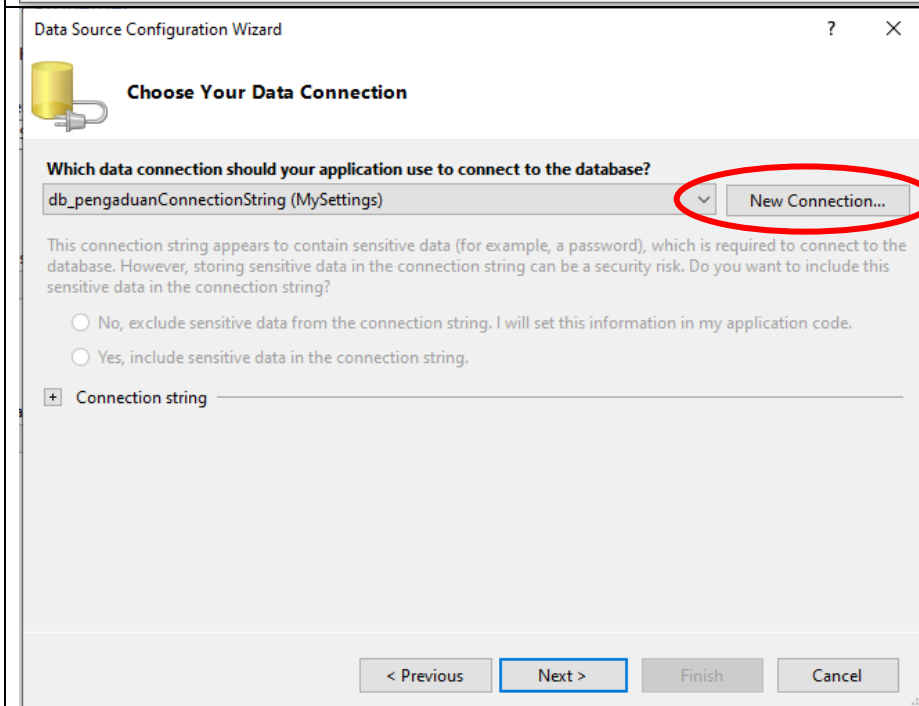 Data Source Configuration Wizard
?
Choose Your Data Connection
Which data connection should your application use to connect to the database?
db_pengaduanConnectionString (MySettings)
New Connection...
This connection string appears to contain sensitive data (for example, a password), which is required to connect to the
database. However, storing sensitive data in the connection string can be a security risk. Do you want to include this
sensitive data in the connection string?
No, exclude sensitive data from the connection string. I will set this information in my application code.
Yes, include sensitive data in the connection string.
+ Connection string
< Previous
Next >
Finish
Cancel